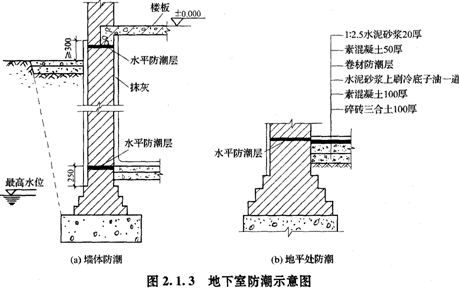 楼板
±0.000
≥300
水平防潮层
抹灰
水平防潮层
250
最高水位
(a) 墙体防潮
1∶2.5水泥砂浆20厚
素混凝土50厚
卷材防潮层
水泥砂浆上刷冷底子油一道
素混凝土100厚
碎砖三合土100厚
水平防潮层
(b) 地平处防潮
图 2.1.3 地下室防潮示意图